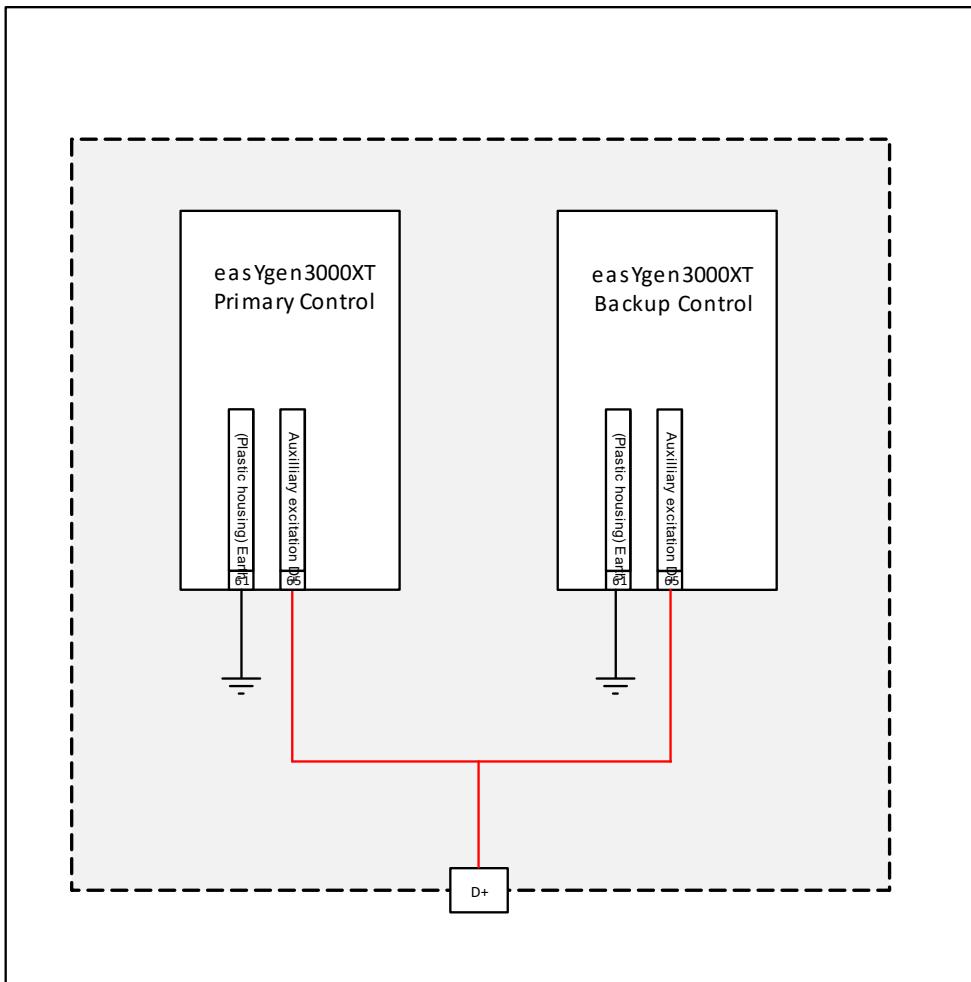 easYgen3000XT
Primary Control
easYgen3000XT
Backup Control
(Plastic housing) Earth
Auxilliary excitation D+
(Plastic housing) Earth
Auxilliary excitation D+
61
65
61
65
D+